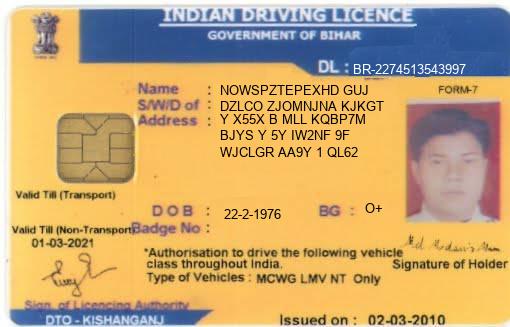 INDIAN DRIVING LICENCE
GOVERNMENT OF BIHAR
DL : BR-2274513543997
Name : NOWSPZTEPEXHD GUJ
FORM-7
S/W/D of : DZLCO ZJOMNJNA KJKGT
Address : Y X55X B MLL KQBP7M
BJYS Y 5Y IW2NF 9F
WJCLGR AA9Y 1 QL62
Valid Till (Transport)
DOB : 22-2-1976 BG : O+
Valid Till (Non-Transport)
Badge No :
01-03-2021
*Authorisation to drive the following vehicle
class throughout India.
Signature of Holder
Type of Vehicles : MCWG LMV NT Only
Sign. of Licencing Authority
DTO - KISHANGANJ
Issued on : 02-03-2010